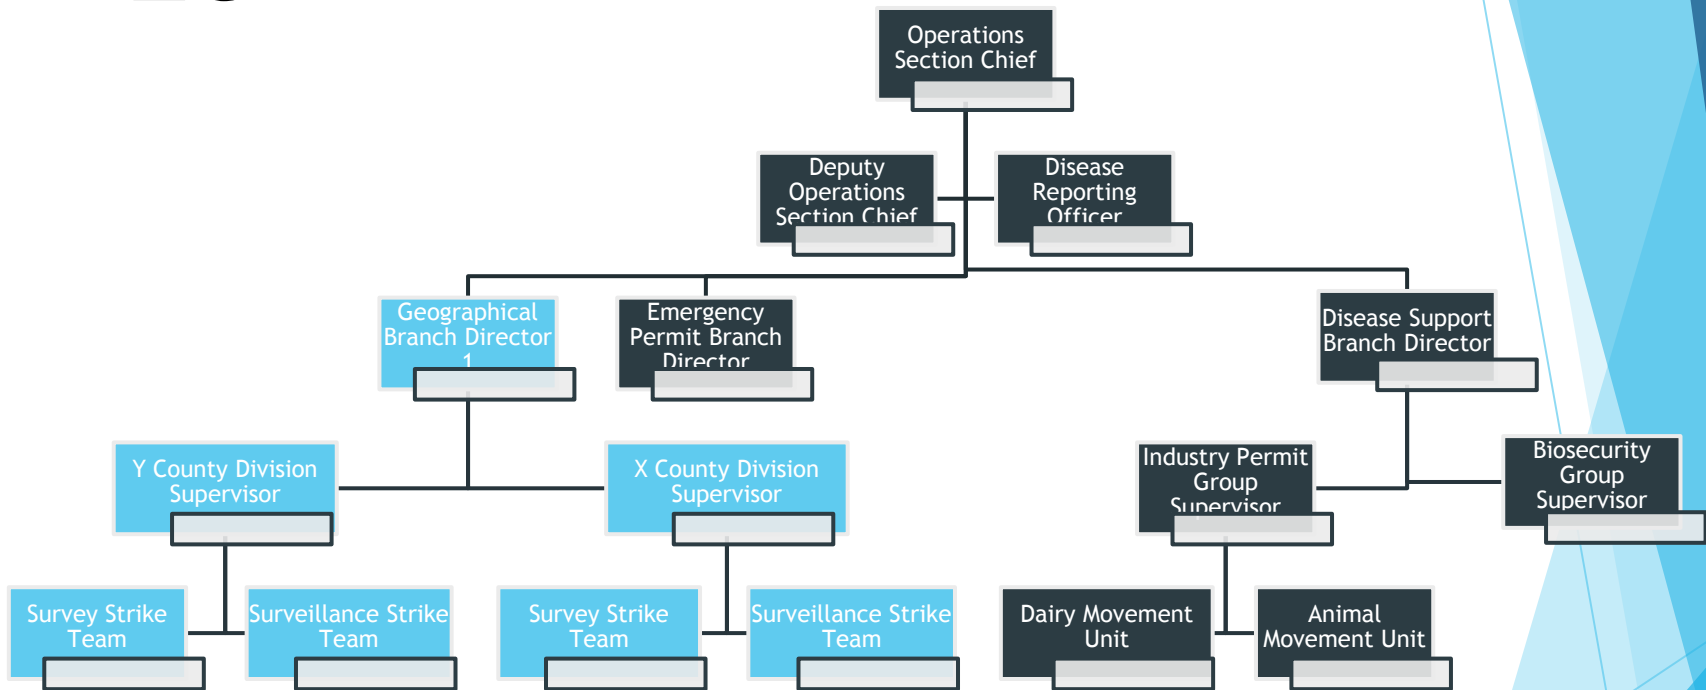 Operations
Section Chief
Deputy
Operations
Section Chief
Disease
Reporting
Officer
Geographical
Branch Director
1
Emergency
Permit Branch
Director
Disease Support
Branch Director
Y County Division
Supervisor
X County Division
Supervisor
Industry Permit
Group
Supervisor
Biosecurity
Group
Supervisor
Survey Strike
Team
Surveillance Strike
Team
Survey Strike
Team
Surveillance Strike
Team
Dairy Movement
Unit
Animal
Movement Unit